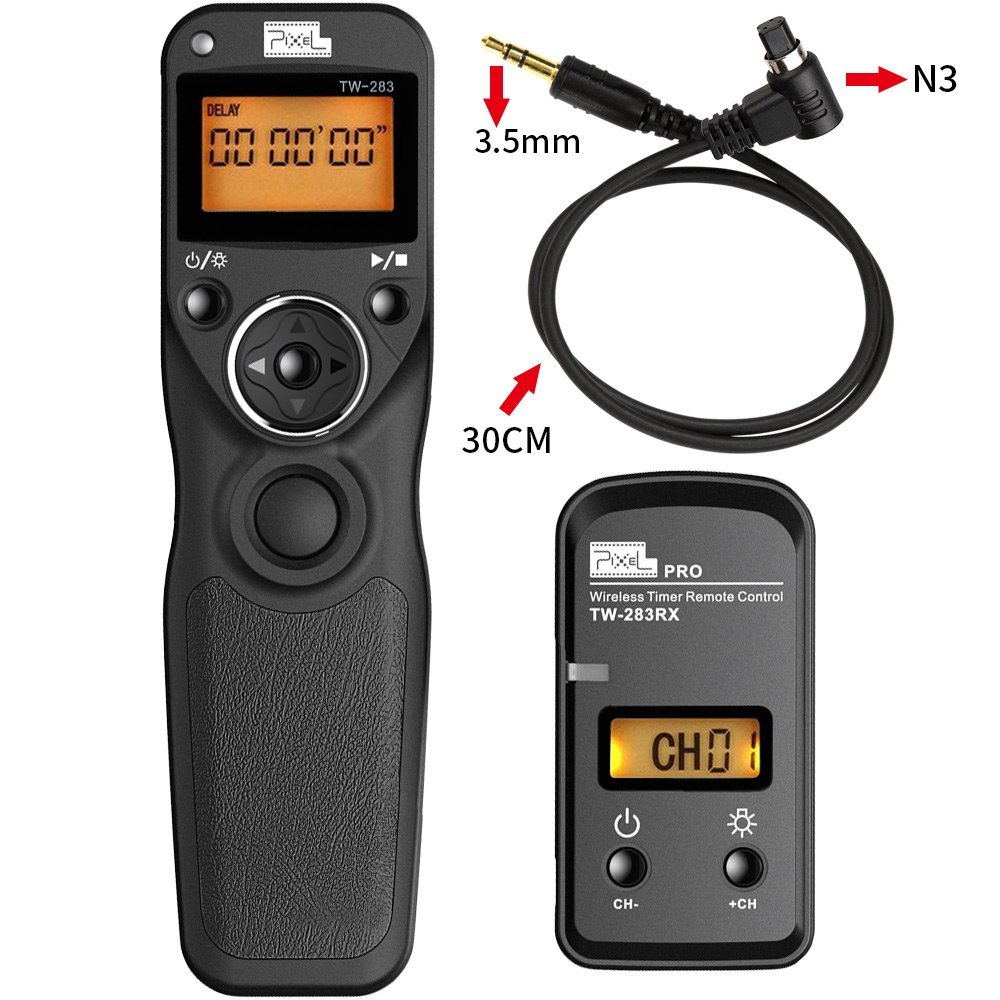 PIXEL
TW-283
DELAY
00 00'00"
3.5mm
N3
30CM
PIXEL PRO
Wireless Timer Remote Control
TW-283RX
CH01
CH-
+CH